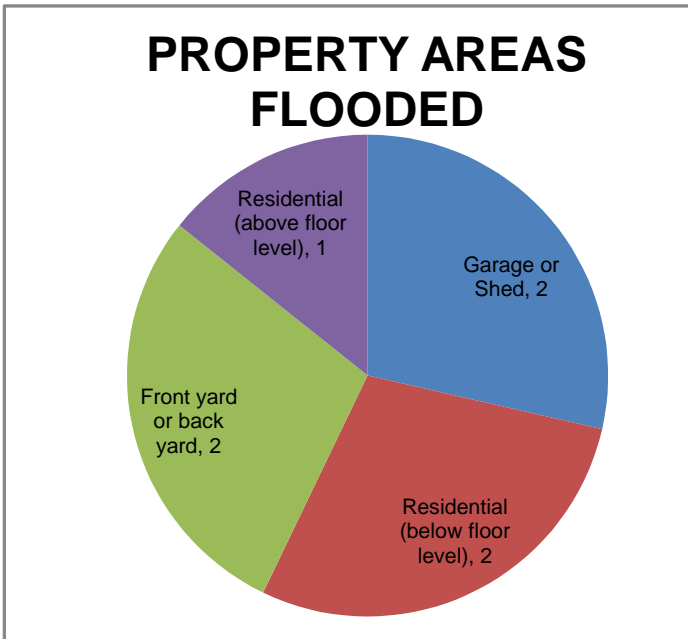 PROPERTY AREAS
FLOODED
Residential
(above floor
level), 1
Garage or
Shed, 2
Front yard
or back
yard, 2
Residential
(below floor
level), 2